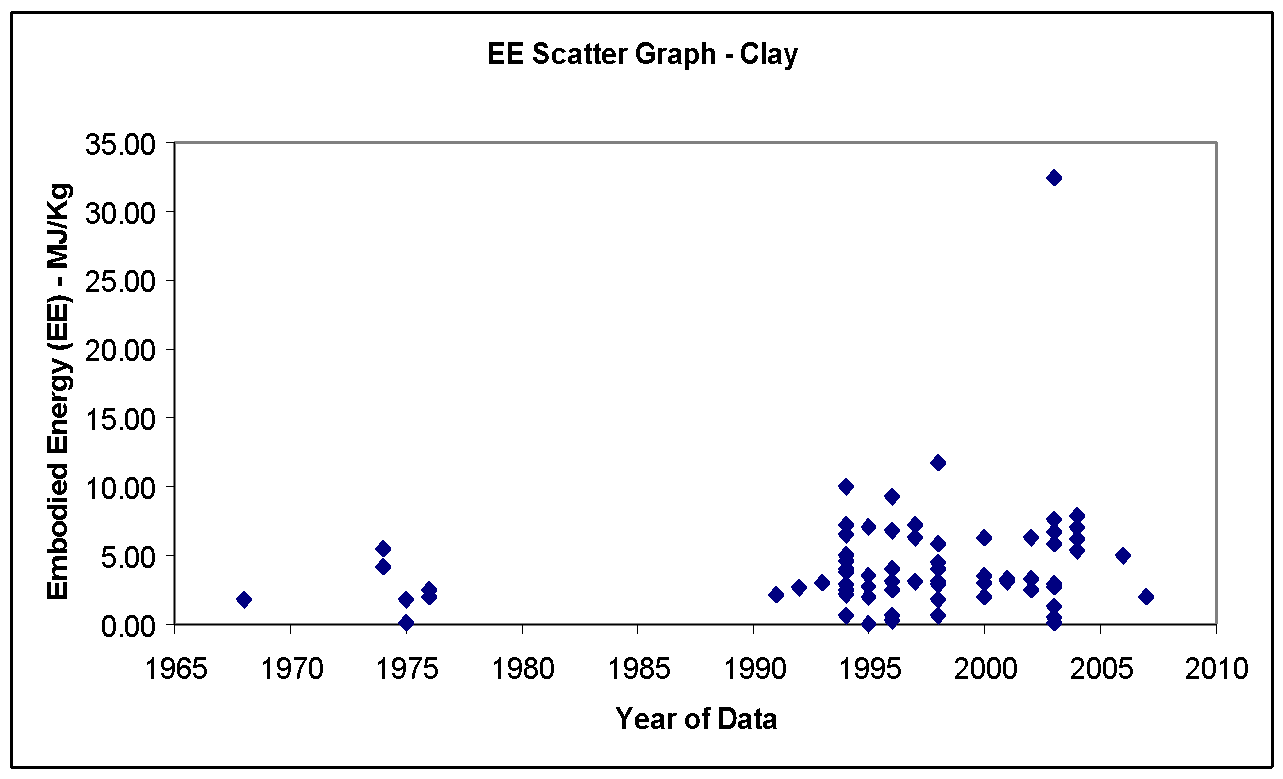 EE Scatter Graph - Clay
Embodied Energy (EE) - MJ/Kg
35.00
30.00
25.00
20.00
15.00
10.00
5.00
0.00
1965 1970 1975 1980 1985 1990 1995 2000 2005 2010
Year of Data